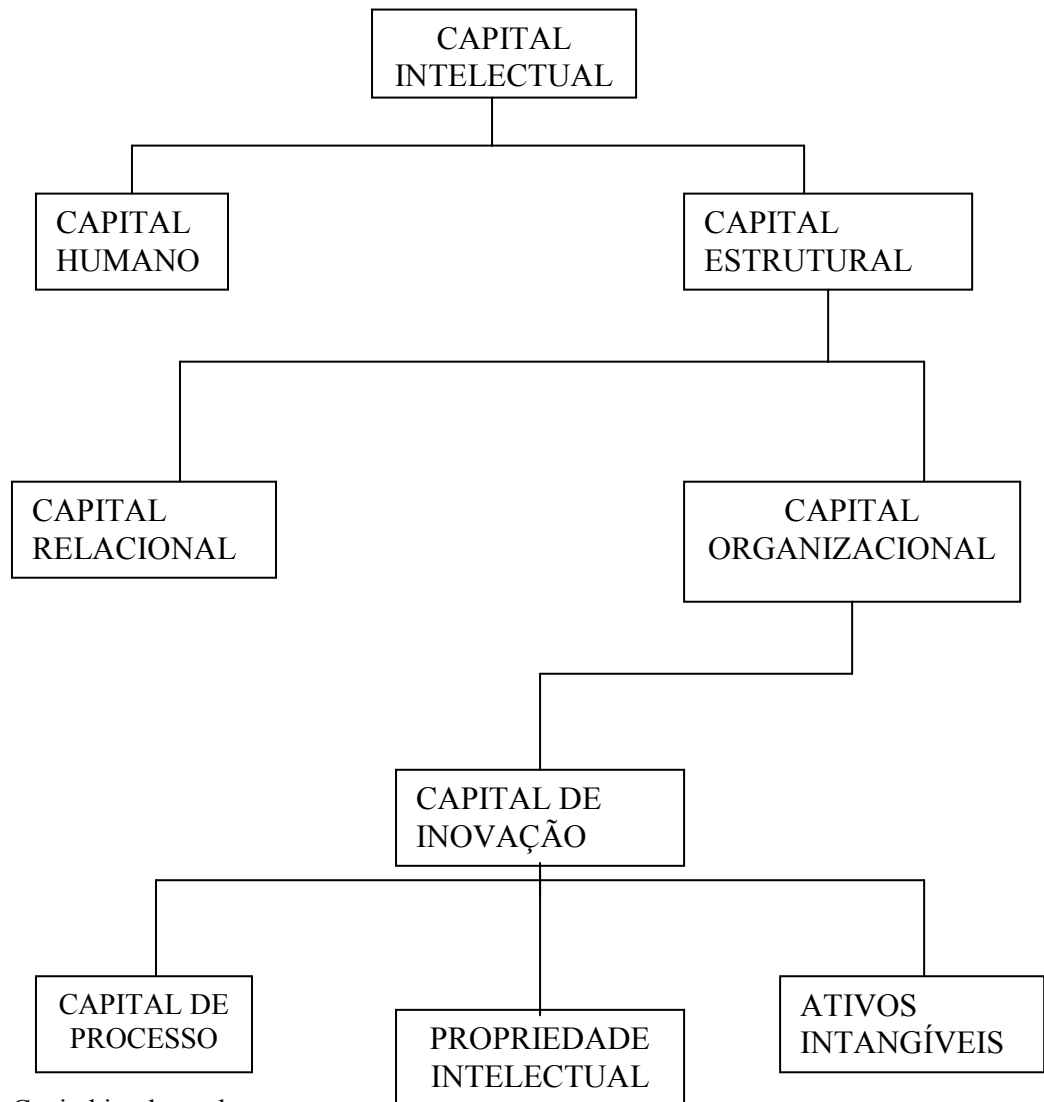 CAPITAL
INTELECTUAL
CAPITAL
HUMANO
CAPITAL
ESTRUTURAL
CAPITAL
RELACIONAL
CAPITAL
ORGANIZACIONAL
CAPITAL DE
INOVAÇÃO
CAPITAL DE
PROCESSO
PROPRIEDADE
INTELECTUAL
ATIVOS
INTANGÍVEIS